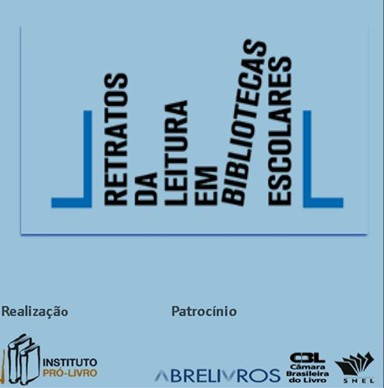 RETRATOS
DA
LEITURA
EM
BIBLIOTECAS
ESCOLARES
Realização
Patrocínio
INSTITUTO
PRÓ-LIVRO
ABRELIVROS
CBL
Câmara
Brasileira
do Livro
SNEL